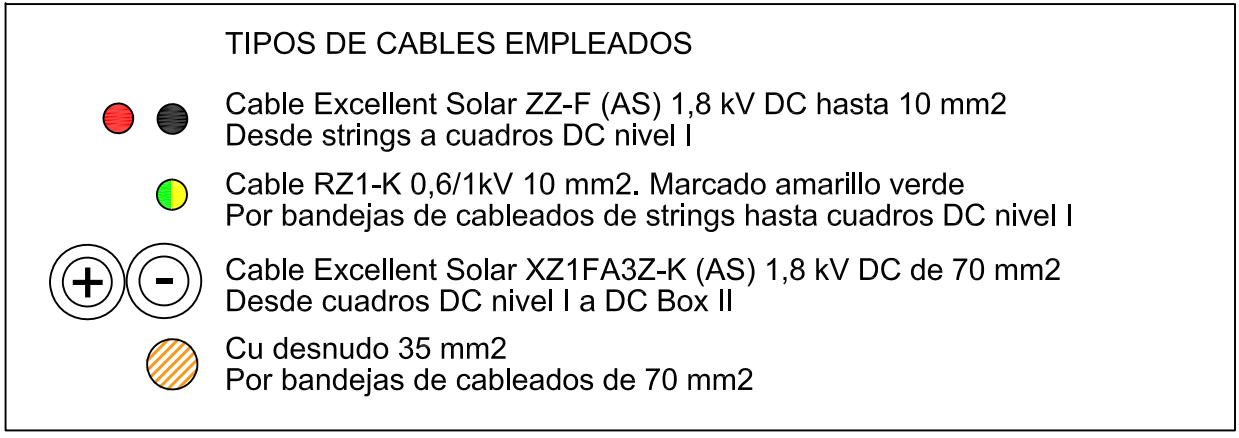 TIPOS DE CABLES EMPLEADOS
Cable Excellent Solar ZZ-F (AS) 1,8 kV DC hasta 10 mm2
Desde strings a cuadros DC nivel I
Cable RZ1-K 0,6/1kV 10 mm2. Marcado amarillo verde
Por bandejas de cableados de strings hasta cuadros DC nivel I
+ -
Cable Excellent Solar XZ1FA3Z-K (AS) 1,8 kV DC de 70 mm2
Desde cuadros DC nivel I a DC Box II
Cu desnudo 35 mm2
Por bandejas de cableados de 70 mm2